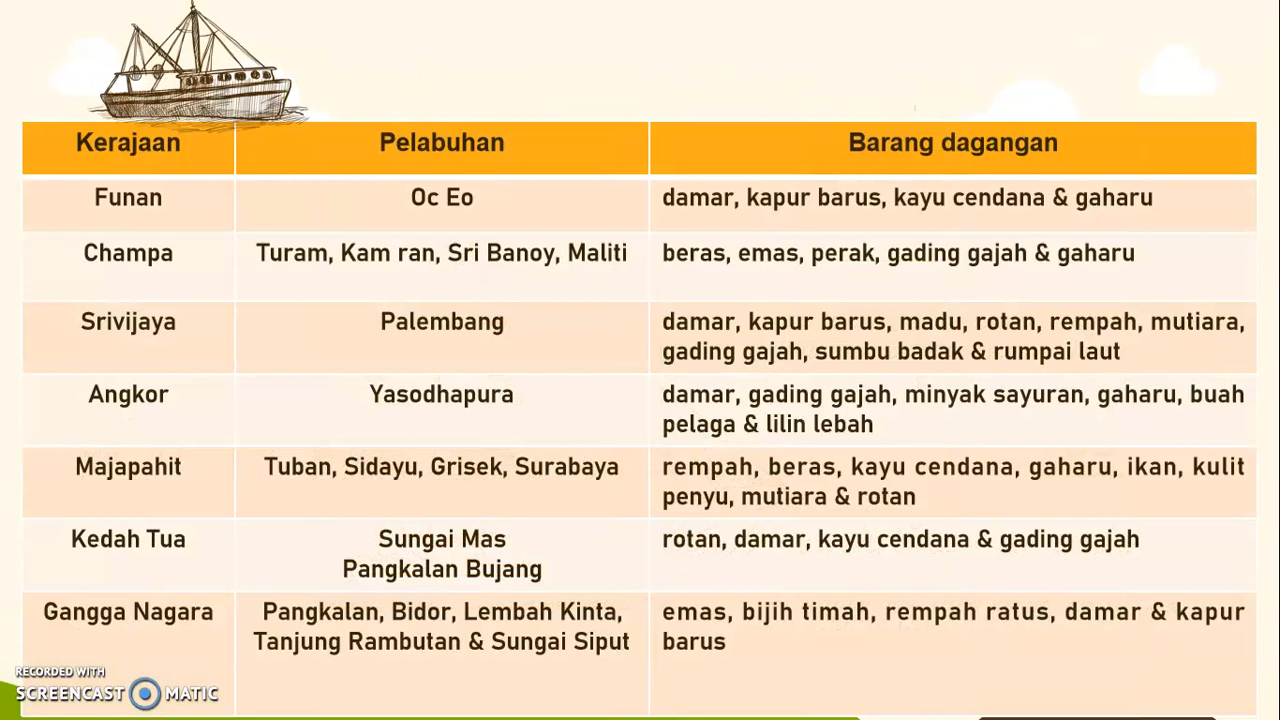 Kerajaan Pelabuhan Barang dagangan
Funan Oc Eo damar, kapur barus, kayu cendana & gaharu
Champa Turam, Kam ran, Sri Banoy, Maliti beras, emas, perak, gading gajah & gaharu
Srivijaya Palembang damar, kapur barus, madu, rotan, rempah, mutiara,
gading gajah, sumbu badak & rumpai laut
Angkor Yasodhapura damar, gading gajah, minyak sayuran, gaharu, buah
pelaga & lilin lebah
Majapahit Tuban, Sidayu, Grisek, Surabaya rempah, beras, kayu cendana, gaharu, ikan, kulit
penyu, mutiara & rotan
Kedah Tua Sungai Mas rotan, damar, kayu cendana & gading gajah
Pangkalan Bujang
Gangga Nagara Pangkalan, Bidor, Lembah Kinta, emas, bijih timah, rempah ratus, damar & kapur
Tanjung Rambutan & Sungai Siput barus
RECORDED WITH
SCREENCAST MATIC